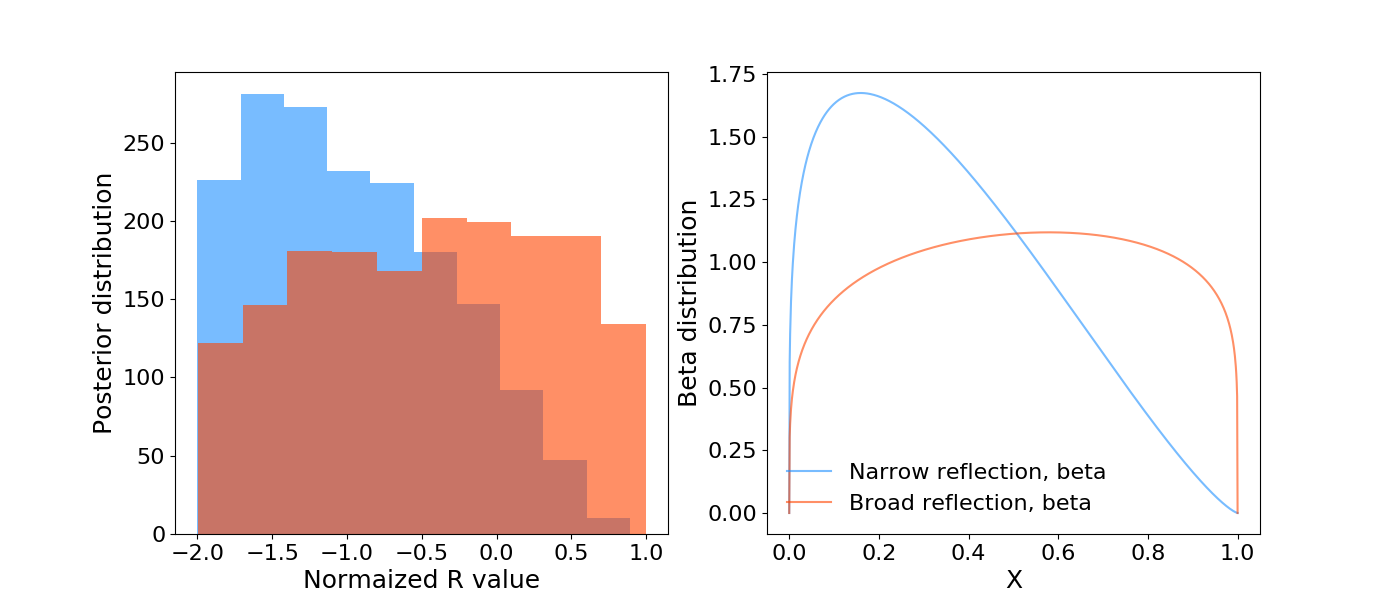 Posterior distribution
250
200
150
100
50
0
−2.0 −1.5 −1.0 −0.5 0.0 0.5 1.0
Normaized R value
Beta distribution
1.75
1.50
1.25
1.00
0.75
0.50
0.25
0.00
Narrow reflection, beta
Broad reflection, beta
0.0 0.2 0.4 0.6 0.8 1.0
X